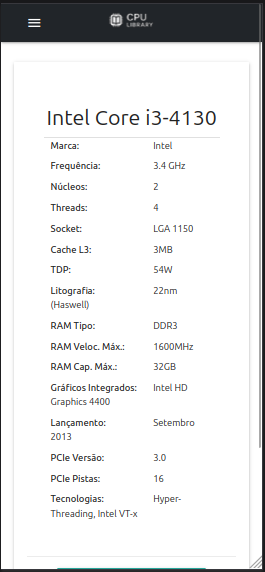 CPU
LIBRARY
Intel Core i3-4130
Marca: Intel
Frequência: 3.4 GHz
Núcleos: 2
Threads: 4
Socket: LGA 1150
Cache L3: 3MB
TDP: 54W
Litografia: 22nm
(Haswell)
RAM Tipo: DDR3
RAM Veloc. Máx.: 1600MHz
RAM Cap. Máx.: 32GB
Gráficos Integrados: Intel HD
Graphics 4400
Lançamento: Setembro
2013
PCIe Versão: 3.0
PCIe Pistas: 16
Tecnologias: Hyper-
Threading, Intel VT-x